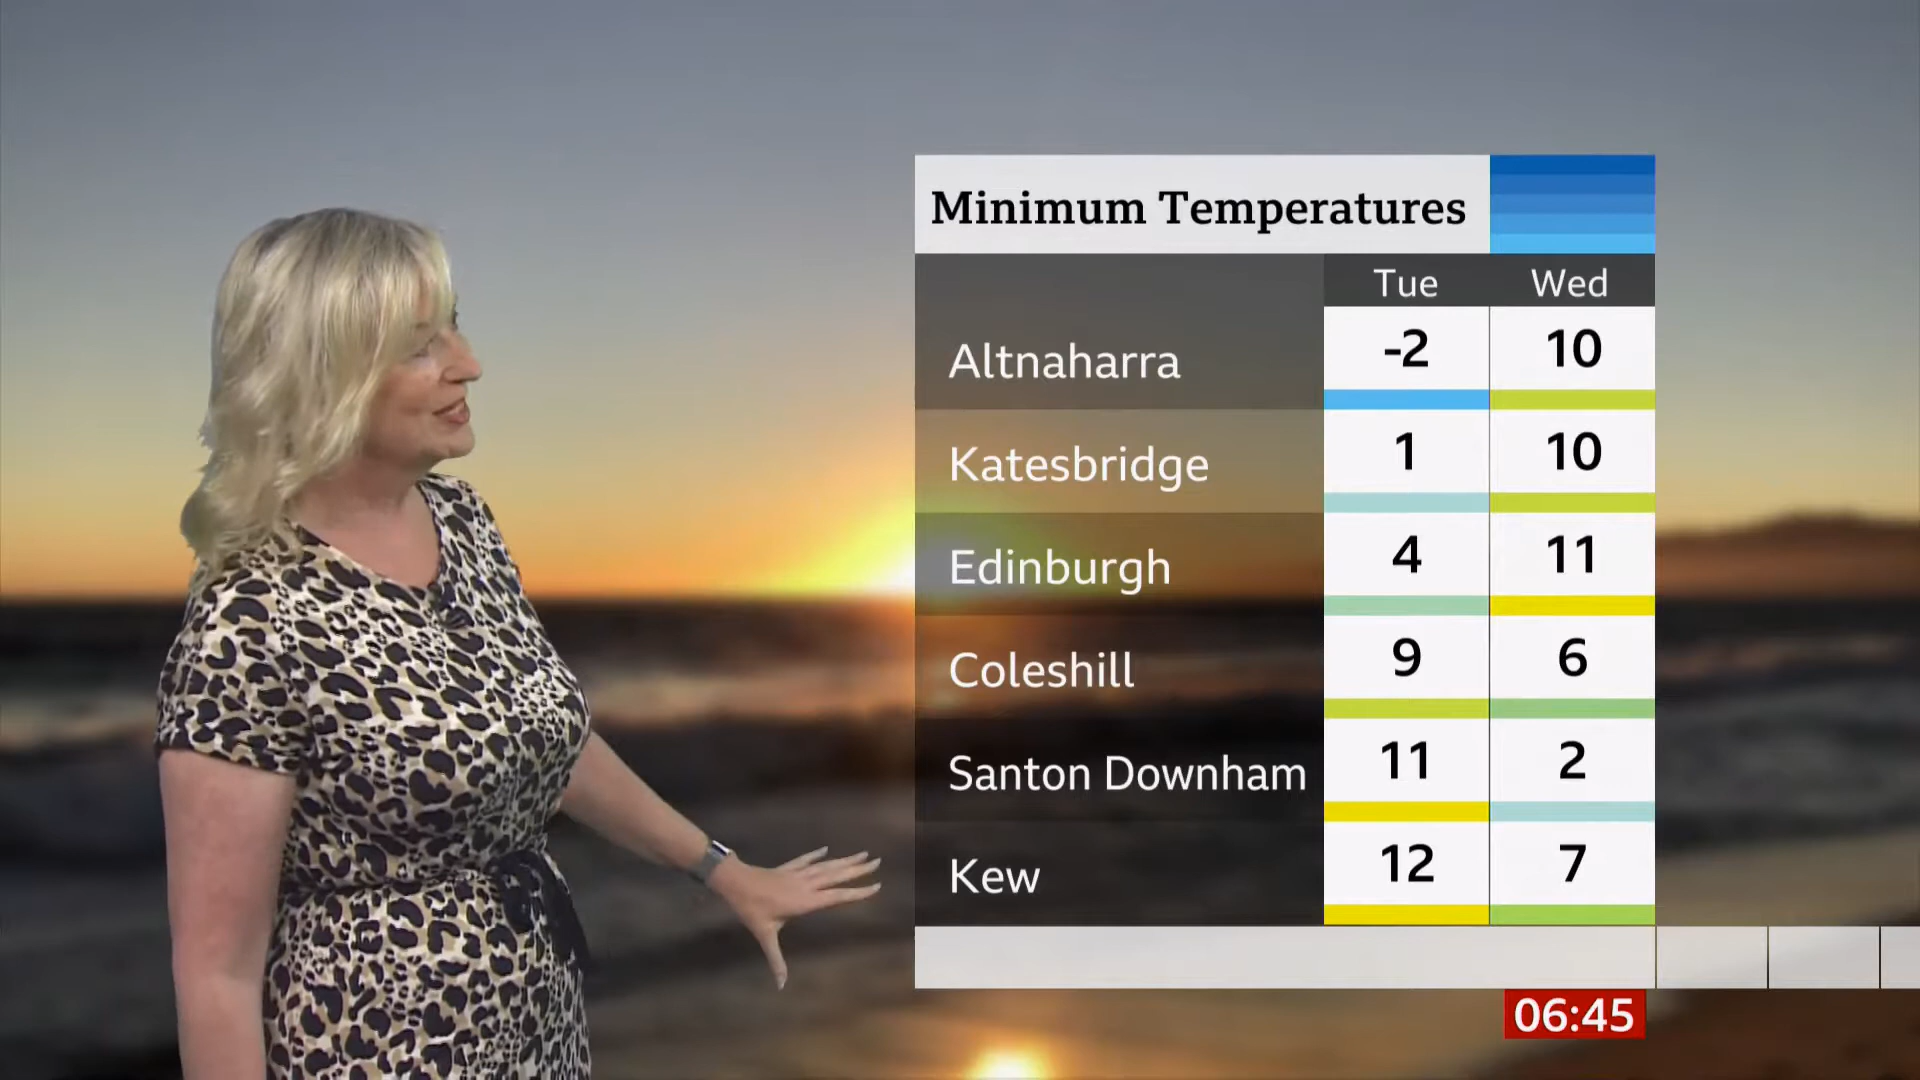 Minimum Temperatures
Tue Wed
Altnaharra -2 10
Katesbridge 1 10
Edinburgh 4 11
Coleshill 9 6
Santon Downham 11 2
Kew 12 7
06:45